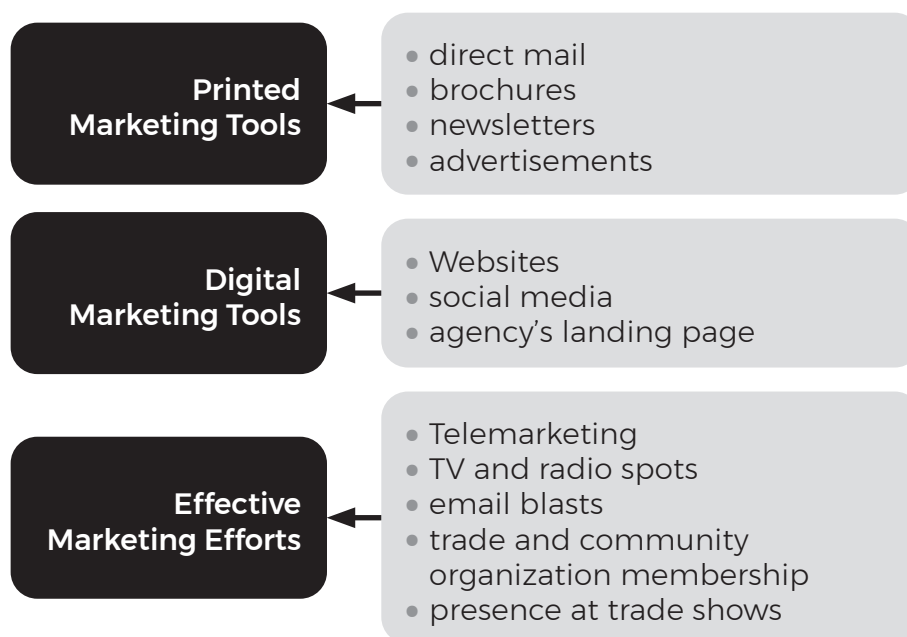 Printed
Marketing Tools
• direct mail
• brochures
• newsletters
• advertisements
Digital
Marketing Tools
• Websites
• social media
• agency’s landing page
Effective
Marketing Efforts
• Telemarketing
• TV and radio spots
• email blasts
• trade and community
organization membership
• presence at trade shows